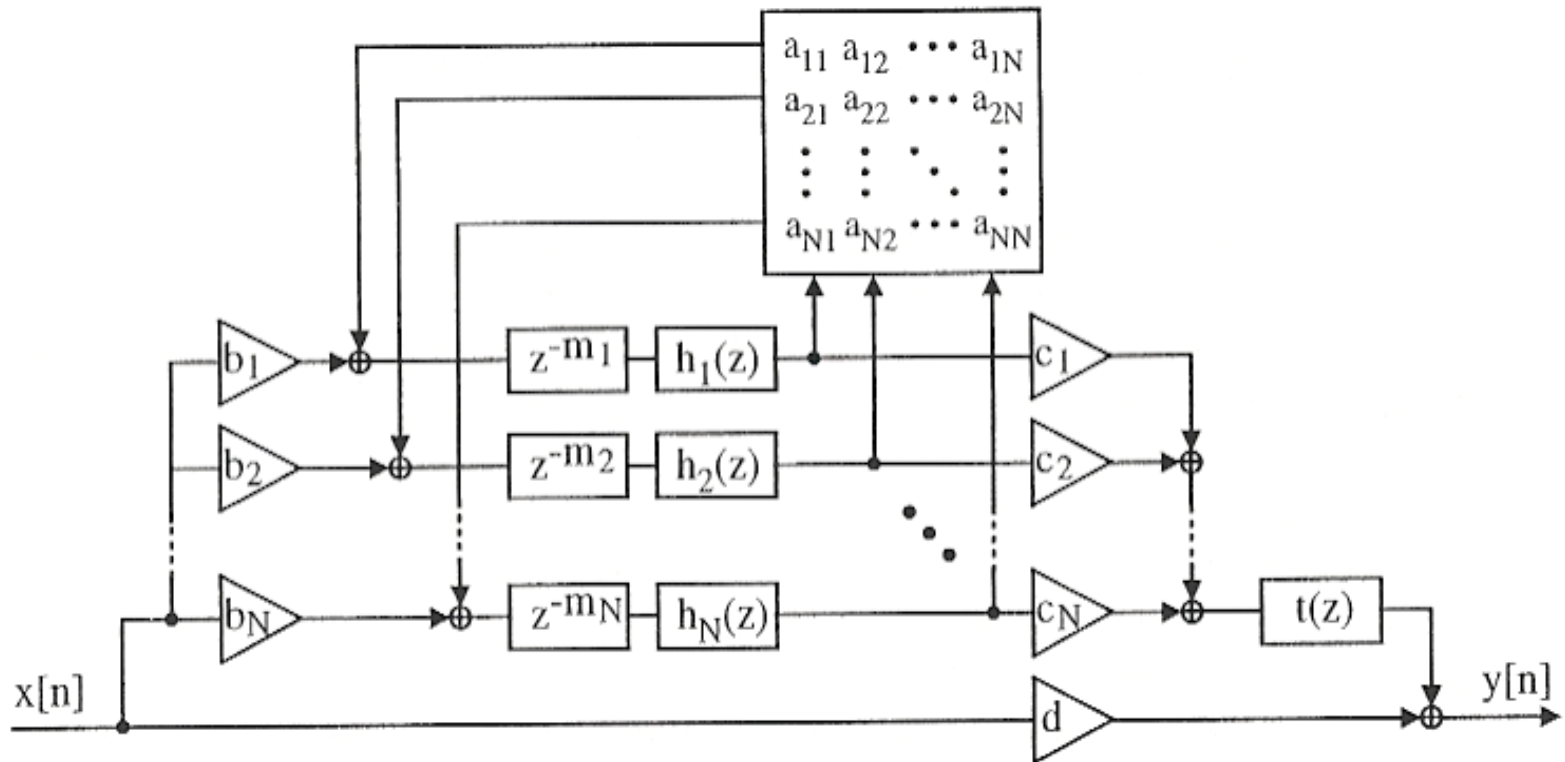 a11 a12 ••• a1N
a21 a22 ••• a2N
aN1 aN2 ••• aNN
b1 z^-m1 h1(z) c1
b2 z^-m2 h2(z) c2
bN z^-mN hN(z) cN t(z)
x[n] d y[n]